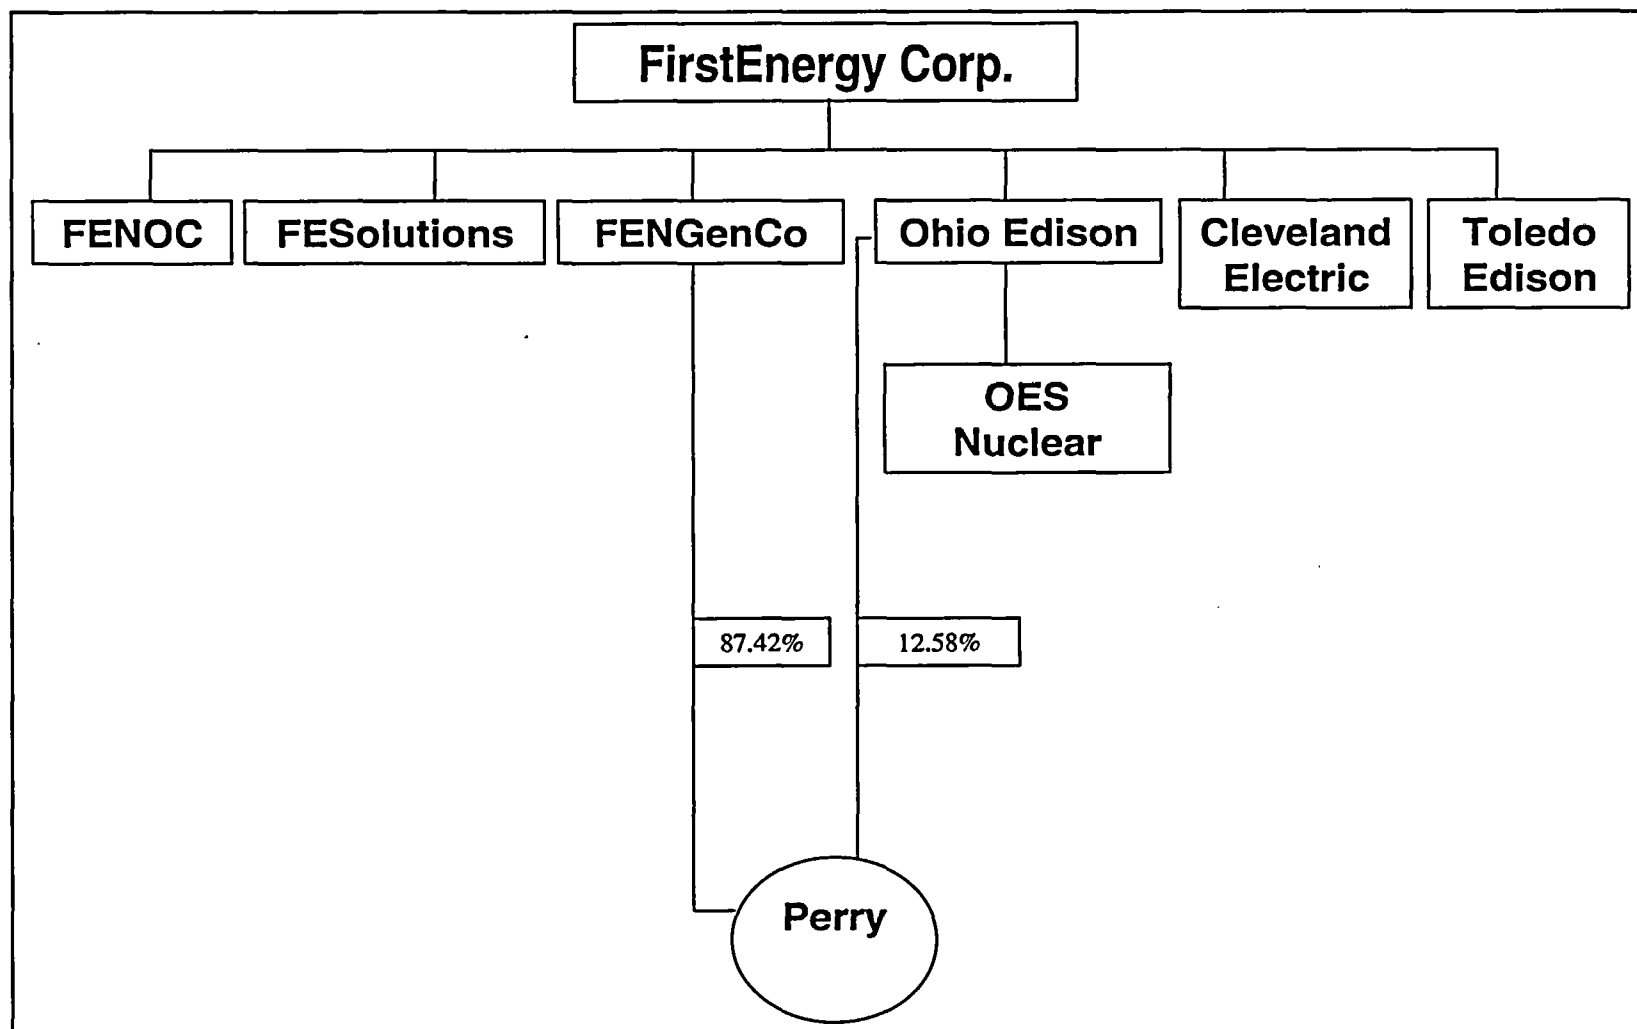 FirstEnergy Corp.
FENOC
FESolutions
FENGenCo
Ohio Edison
Cleveland
Electric
Toledo
Edison
OES
Nuclear
87.42%
12.58%
Perry